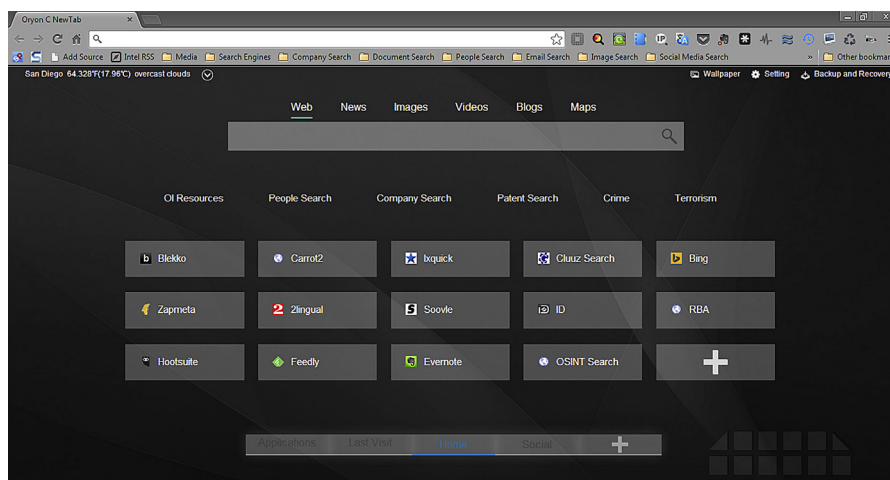 Oryon C NewTab
Add Source Intel RSS Media Search Engines Company Search Document Search People Search Email Search Image Search Social Media Search » Other bookmar
San Diego 64.328°F(17.96°C) overcast clouds Wallpaper Setting Backup and Recovery
Web News Images Videos Blogs Maps
OI Resources People Search Company Search Patent Search Crime Terrorism
Blekko Carrot2 Ixquick Cluuz Search Bing
Zapmeta 2lingual Soovle ID RBA
Hootsuite Feedly Evernote OSINT Search
Applications Last Visit Home Social